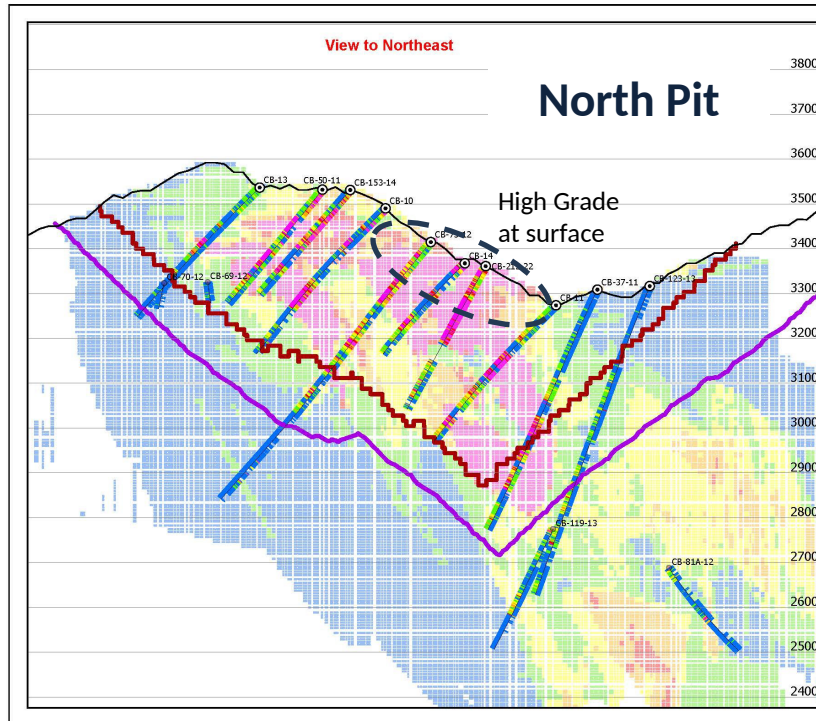 View to Northeast
North Pit
3800
3700
3600
3500
3400
3300
3200
3100
3000
2900
2800
2700
2600
2500
2400
CB-13
CB-50-11
CB-153-14
CB-10
High Grade
at surface
CB-14
CB-11
CB-37-11
CB-123-13
CB-70-12
CB-69-12
CB-119-13
CB-81A-12